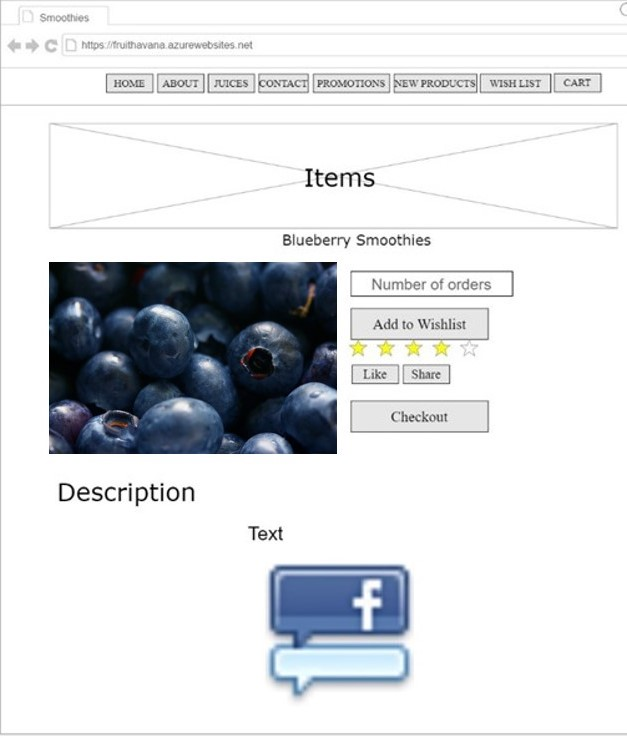 Smoothies
https://fruithavana.azurewebsites.net
HOME ABOUT JUICES CONTACT PROMOTIONS NEW PRODUCTS WISH LIST CART
Items
Blueberry Smoothies
Number of orders
Add to Wishlist
Like Share
Checkout
Description
Text
f